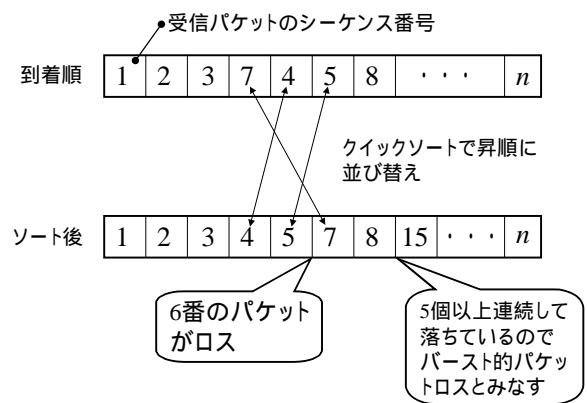 受信パケットのシーケンス番号
到着順
1 2 3 7 4 5 8 ・・・ n
クイックソートで昇順に
並び替え
ソート後
1 2 3 4 5 7 8 15 ・・・ n
6番のパケット
がロス
5個以上連続して
落ちているので
バースト的パケッ
トロスとみなす